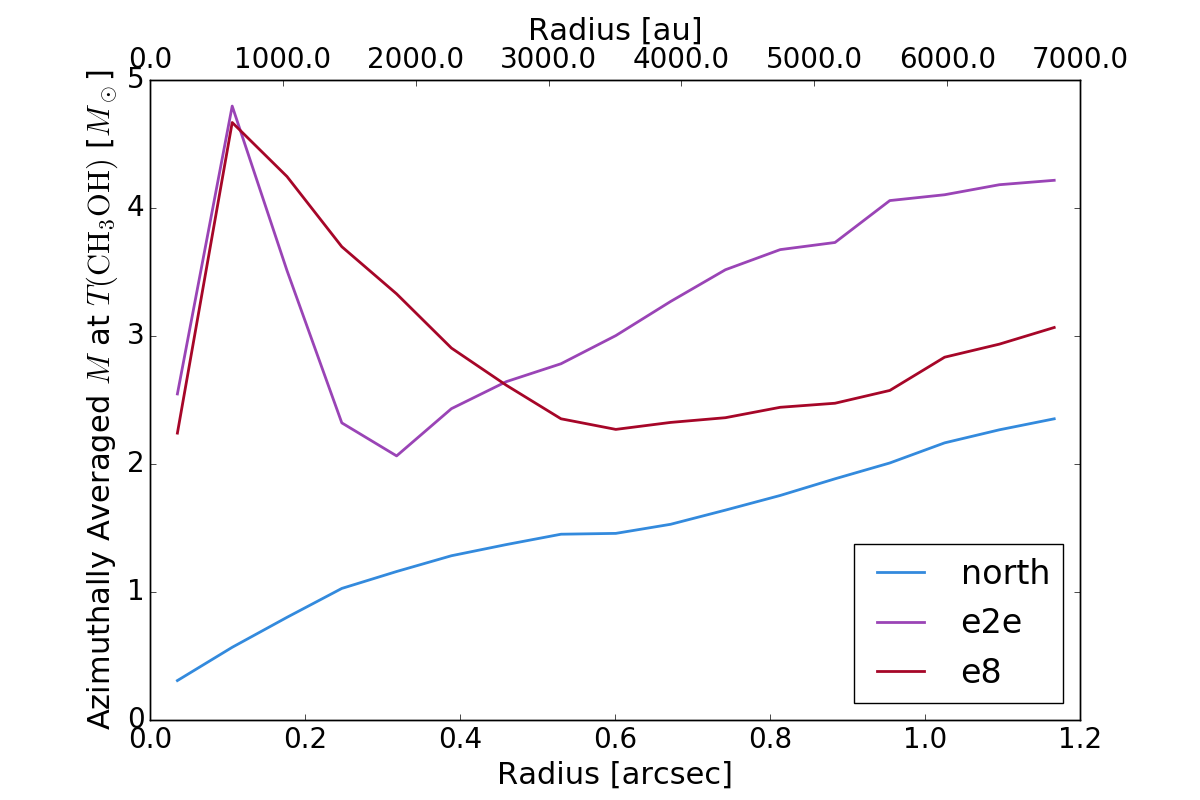 Radius [au]
0.0 1000.0 2000.0 3000.0 4000.0 5000.0 6000.0 7000.0
Azimuthally Averaged M at T(CH₃OH) [M⊙]
5
4
3
2
1
0
north
e2e
e8
0.0 0.2 0.4 0.6 0.8 1.0 1.2
Radius [arcsec]